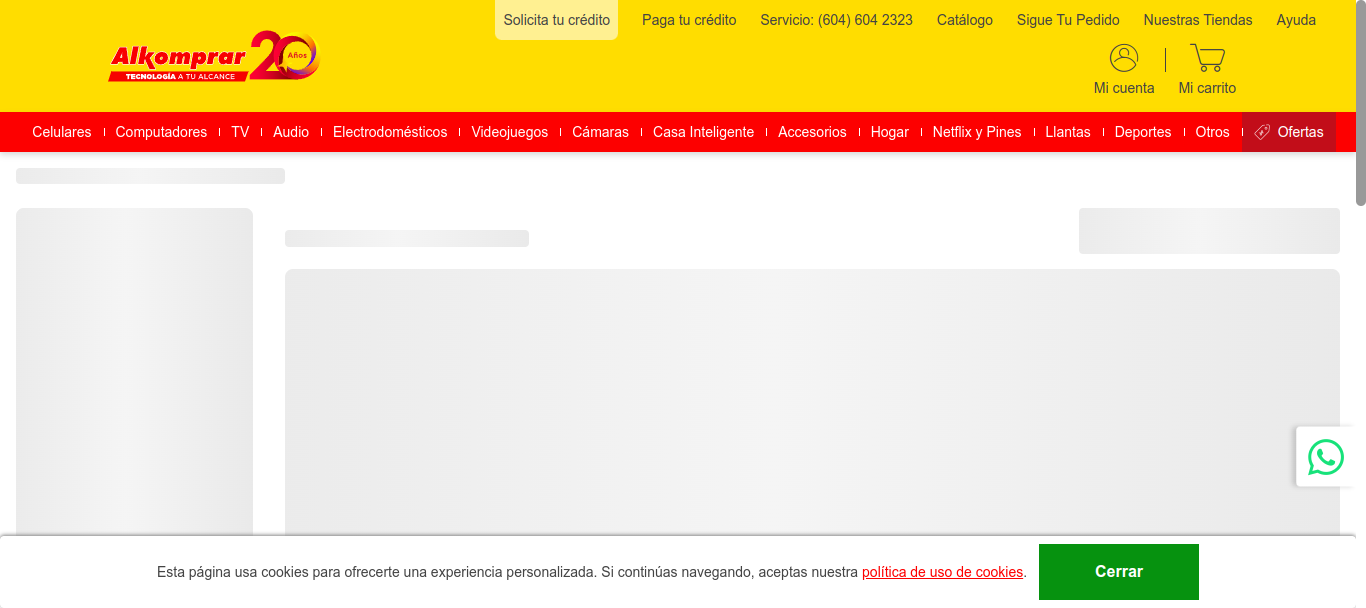 Solicita tu crédito Paga tu crédito Servicio: (604) 604 2323 Catálogo Sigue Tu Pedido Nuestras Tiendas Ayuda
Alkomprar 20 Años
TECNOLOGÍA A TU ALCANCE
Mi cuenta Mi carrito
Celulares Computadores TV Audio Electrodomésticos Videojuegos Cámaras Casa Inteligente Accesorios Hogar Netflix y Pines Llantas Deportes Otros Ofertas
Esta página usa cookies para ofrecerte una experiencia personalizada. Si continúas navegando, aceptas nuestra política de uso de cookies. Cerrar